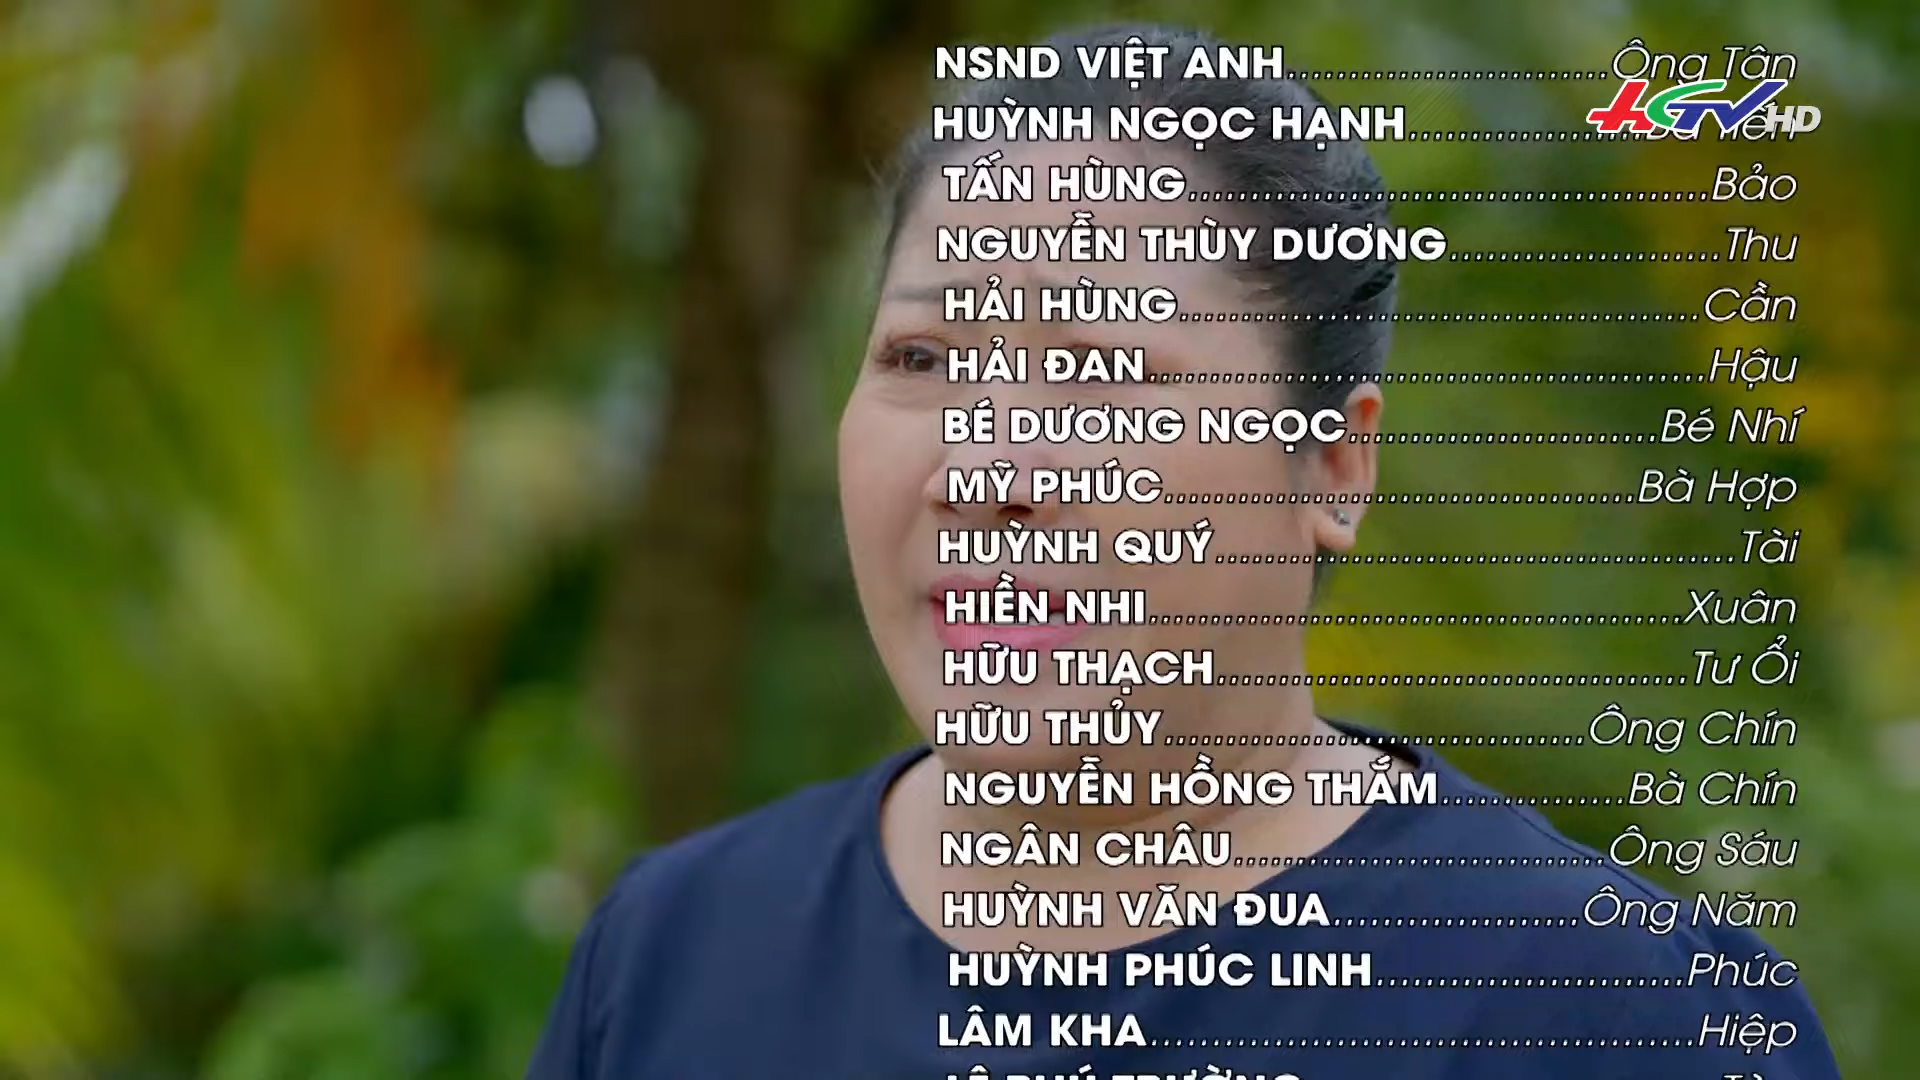 NSND VIỆT ANH..........................Ông Tân
HUỲNH NGỌC HẠNH...................Bà
HGTV HD
TẤN HÙNG..........................................Bảo
NGUYỄN THÙY DƯƠNG......................Thu
HẢI HÙNG..........................................Cần
HẢI ĐAN.............................................Hậu
BÉ DƯƠNG NGỌC.........................Bé Nhí
MỸ PHÚC......................................Bà Hợp
HUỲNH QUÝ..........................................Tài
HIỀN NHI...........................................Xuân
HỮU THẠCH......................................Tư Ổi
HỮU THỦY..................................Ông Chín
NGUYỄN HỒNG THẮM...............Bà Chín
NGÂN CHÂU..............................Ông Sáu
HUỲNH VĂN ĐUA....................Ông Năm
HUỲNH PHÚC LINH.........................Phúc
LÂM KHA............................................Hiệp